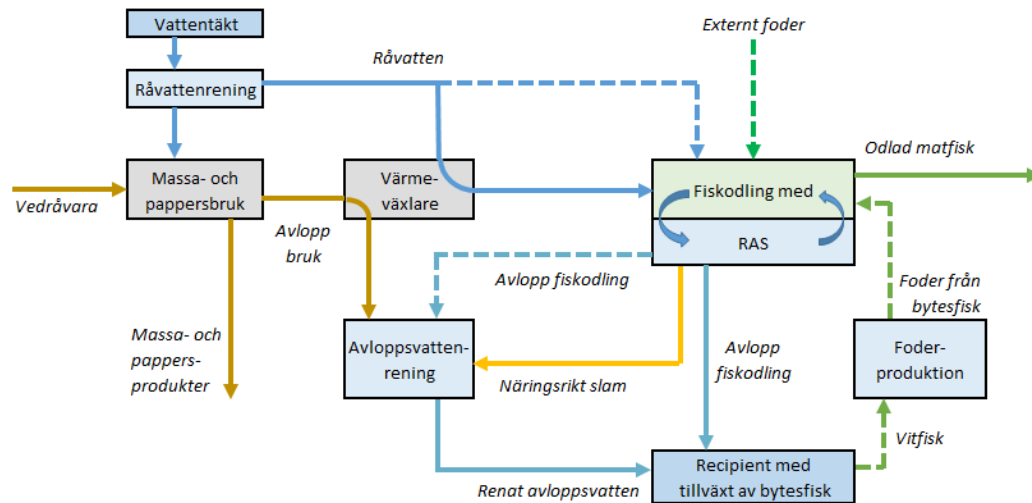 Vattentäkt
Externt foder
Råvatten
Råvattenrening
Odlad matfisk
Massa- och
pappersbruk
Värme-
växlare
Fiskodling med
Vedråvara
Avlopp
bruk
RAS
Avlopp fiskodling
Foder från
bytesfisk
Massa- och
pappers-
produkter
Avloppsvatten-
rening
Avlopp
fiskodling
Foder-
produktion
Näringsrikt slam
Vitfisk
Recipient med
tillväxt av bytesfisk
Renat avloppsvatten